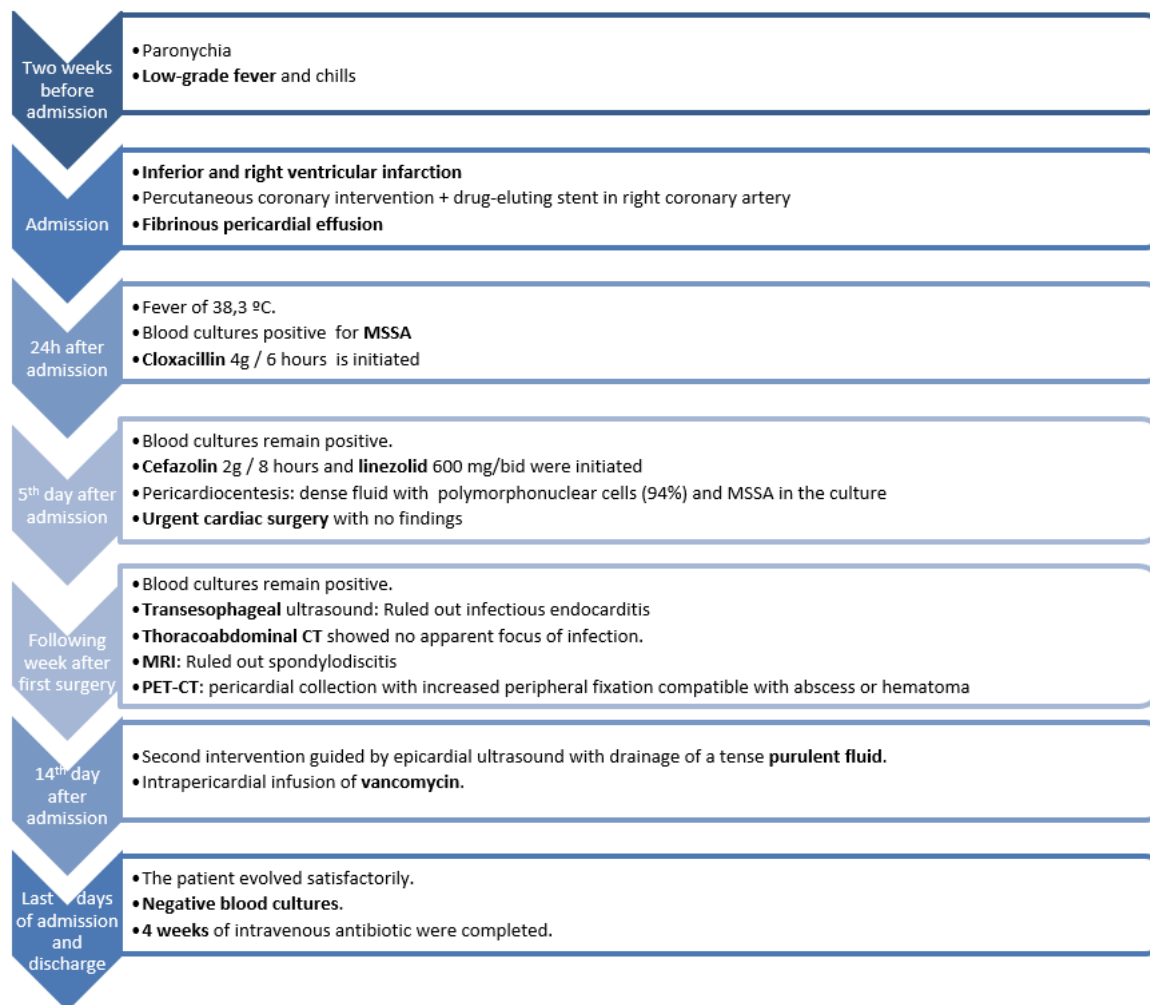 Two weeks
before
admission
•Paronychia
•Low-grade fever and chills
Admission
•Inferior and right ventricular infarction
•Percutaneous coronary intervention + drug-eluting stent in right coronary artery
•Fibrinous pericardial effusion
24h after
admission
•Fever of 38,3 ºC.
•Blood cultures positive for MSSA
•Cloxacillin 4g / 6 hours is initiated
5th day after
admission
•Blood cultures remain positive.
•Cefazolin 2g / 8 hours and linezolid 600 mg/bid were initiated
•Pericardiocentesis: dense fluid with polymorphonuclear cells (94%) and MSSA in the culture
•Urgent cardiac surgery with no findings
Following
week after
first surgery
•Blood cultures remain positive.
•Transesophageal ultrasound: Ruled out infectious endocarditis
•Thoracoabdominal CT showed no apparent focus of infection.
•MRI: Ruled out spondylodiscitis
•PET-CT: pericardial collection with increased peripheral fixation compatible with abscess or hematoma
14th day
after
admission
•Second intervention guided by epicardial ultrasound with drainage of a tense purulent fluid.
•Intrapericardial infusion of vancomycin.
Last days
of admission
and
discharge
•The patient evolved satisfactorily.
•Negative blood cultures.
•4 weeks of intravenous antibiotic were completed.